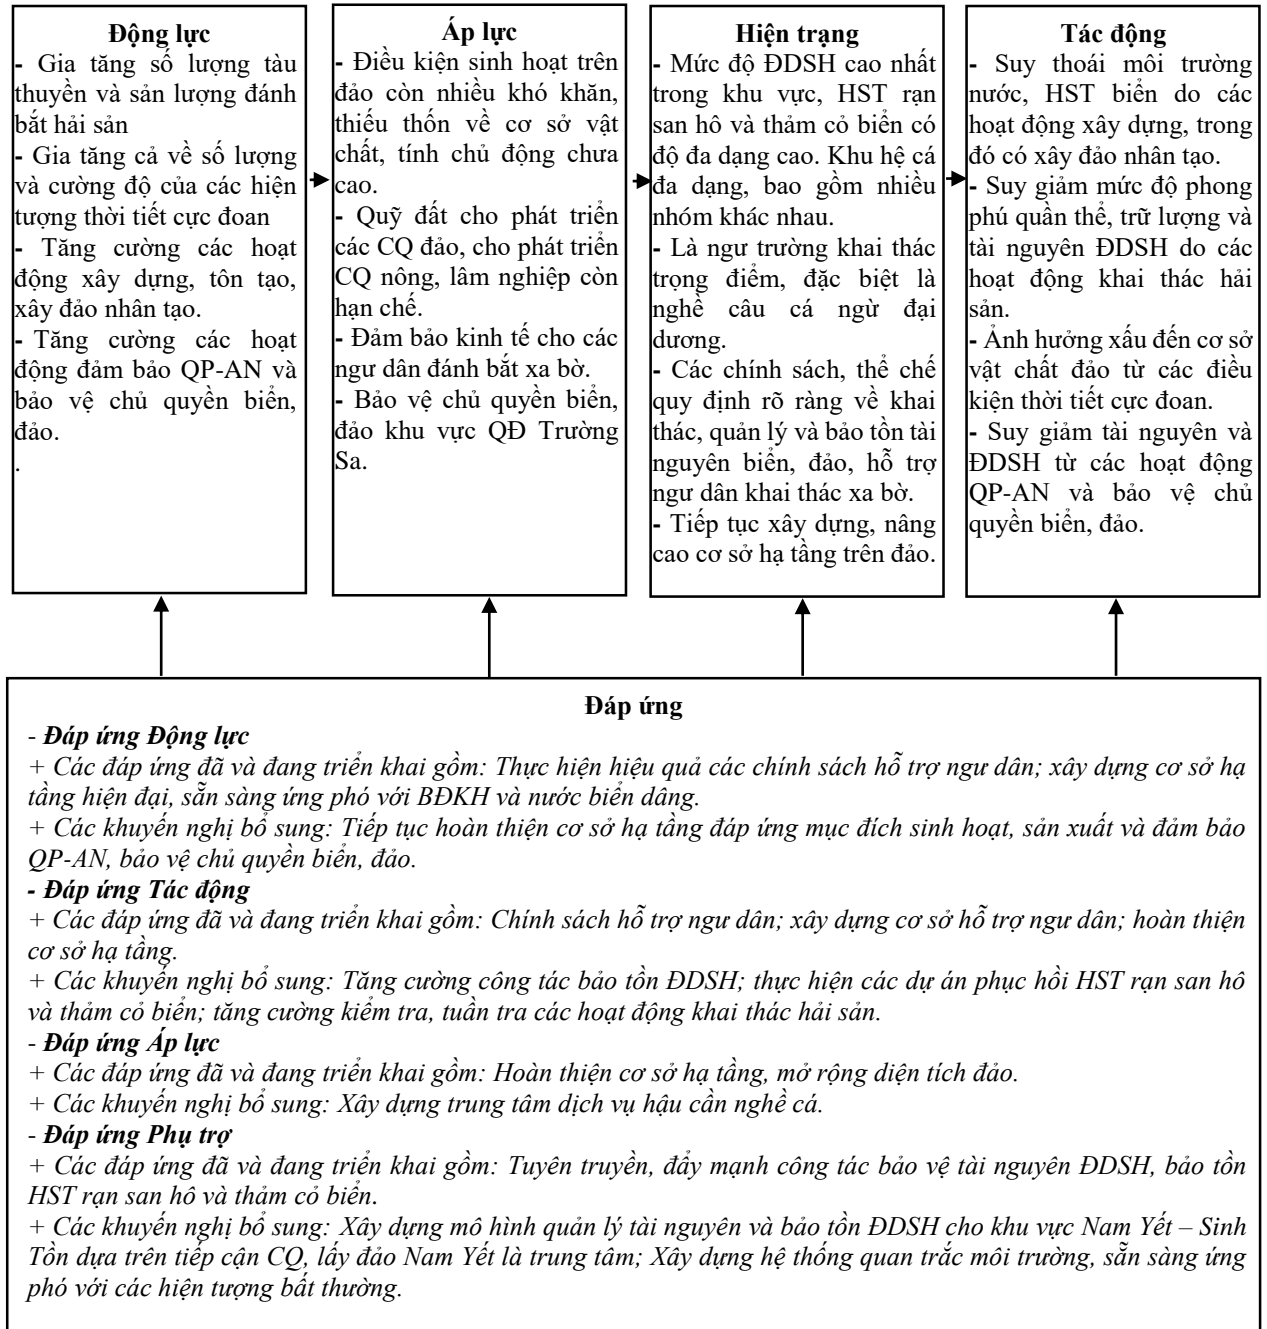 Động lực
- Gia tăng số lượng tàu
thuyền và sản lượng đánh
bắt hải sản
- Gia tăng cả về số lượng
và cường độ của các hiện
tượng thời tiết cực đoan
- Tăng cường các hoạt
động xây dựng, tôn tạo,
xây đảo nhân tạo.
- Tăng cường các hoạt
động đảm bảo QP-AN và
bảo vệ chủ quyền biển,
đảo.
.
Áp lực
- Điều kiện sinh hoạt trên
đảo còn nhiều khó khăn,
thiếu thốn về cơ sở vật
chất, tính chủ động chưa
cao.
- Quỹ đất cho phát triển
các CQ đảo, cho phát triển
CQ nông, lâm nghiệp còn
hạn chế.
- Đảm bảo kinh tế cho các
ngư dân đánh bắt xa bờ.
- Bảo vệ chủ quyền biển,
đảo khu vực QĐ Trường
Sa.
Hiện trạng
- Mức độ ĐDSH cao nhất
trong khu vực, HST rạn
san hô và thảm cỏ biển có
độ đa dạng cao. Khu hệ cá
đa dạng, bao gồm nhiều
nhóm khác nhau.
- Là ngư trường khai thác
trọng điểm, đặc biệt là
nghề câu cá ngừ đại
dương.
- Các chính sách, thể chế
quy định rõ ràng về khai
thác, quản lý và bảo tồn tài
nguyên biển, đảo, hỗ trợ
ngư dân khai thác xa bờ.
- Tiếp tục xây dựng, nâng
cao cơ sở hạ tầng trên đảo.
Tác động
- Suy thoái môi trường
nước, HST biển do các
hoạt động xây dựng, trong
đó có xây đảo nhân tạo.
- Suy giảm mức độ phong
phú quần thể, trữ lượng và
tài nguyên ĐDSH do các
hoạt động khai thác hải
sản.
- Ảnh hưởng xấu đến cơ sở
vật chất đảo từ các điều
kiện thời tiết cực đoan.
- Suy giảm tài nguyên và
ĐDSH từ các hoạt động
QP-AN và bảo vệ chủ
quyền biển, đảo.
Đáp ứng
- Đáp ứng Động lực
+ Các đáp ứng đã và đang triển khai gồm: Thực hiện hiệu quả các chính sách hỗ trợ ngư dân; xây dựng cơ sở hạ
tầng hiện đại, sẵn sàng ứng phó với BĐKH và nước biển dâng.
+ Các khuyến nghị bổ sung: Tiếp tục hoàn thiện cơ sở hạ tầng đáp ứng mục đích sinh hoạt, sản xuất và đảm bảo
QP-AN, bảo vệ chủ quyền biển, đảo.
- Đáp ứng Tác động
+ Các đáp ứng đã và đang triển khai gồm: Chính sách hỗ trợ ngư dân; xây dựng cơ sở hỗ trợ ngư dân; hoàn thiện
cơ sở hạ tầng.
+ Các khuyến nghị bổ sung: Tăng cường công tác bảo tồn ĐDSH; thực hiện các dự án phục hồi HST rạn san hô
và thảm cỏ biển; tăng cường kiểm tra, tuần tra các hoạt động khai thác hải sản.
- Đáp ứng Áp lực
+ Các đáp ứng đã và đang triển khai gồm: Hoàn thiện cơ sở hạ tầng, mở rộng diện tích đảo.
+ Các khuyến nghị bổ sung: Xây dựng trung tâm dịch vụ hậu cần nghề cá.
- Đáp ứng Phụ trợ
+ Các đáp ứng đã và đang triển khai gồm: Tuyên truyền, đẩy mạnh công tác bảo vệ tài nguyên ĐDSH, bảo tồn
HST rạn san hô và thảm cỏ biển.
+ Các khuyến nghị bổ sung: Xây dựng mô hình quản lý tài nguyên và bảo tồn ĐDSH cho khu vực Nam Yết – Sinh
Tồn dựa trên tiếp cận CQ, lấy đảo Nam Yết là trung tâm; Xây dựng hệ thống quan trắc môi trường, sẵn sàng ứng
phó với các hiện tượng bất thường.